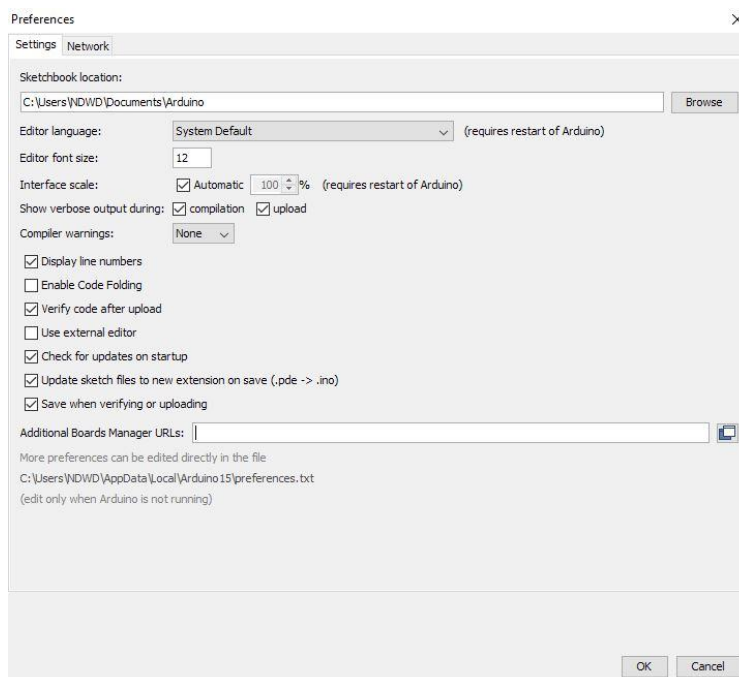 Preferences
Settings Network
Sketchbook location:
C:\Users\NDWD\Documents\Arduino Browse
Editor language: System Default (requires restart of Arduino)
Editor font size: 12
Interface scale: Automatic 100 % (requires restart of Arduino)
Show verbose output during: compilation upload
Compiler warnings: None
Display line numbers
Enable Code Folding
Verify code after upload
Use external editor
Check for updates on startup
Update sketch files to new extension on save (.pde -> .ino)
Save when verifying or uploading
Additional Boards Manager URLs:
More preferences can be edited directly in the file
C:\Users\NDWD\AppData\Local\Arduino15\preferences.txt
(edit only when Arduino is not running)
OK Cancel